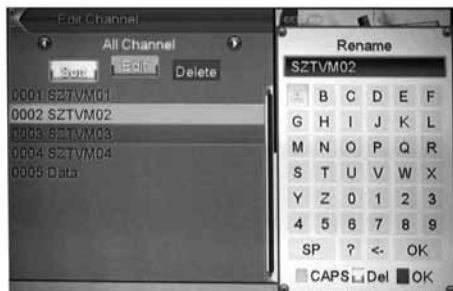 Edit Channel
All Channel
Sort Edit Delete
0001 SZTVM01
0002 SZTVM02
0003 SZTVM03
0004 SZTVM04
0005 Data
Rename
SZTVM02
B C D E F
G H I J K L
M N O P Q R
S T U V W X
Y Z 0 1 2 3
4 5 6 7 8 9
SP ? <- OK
CAPS Del OK